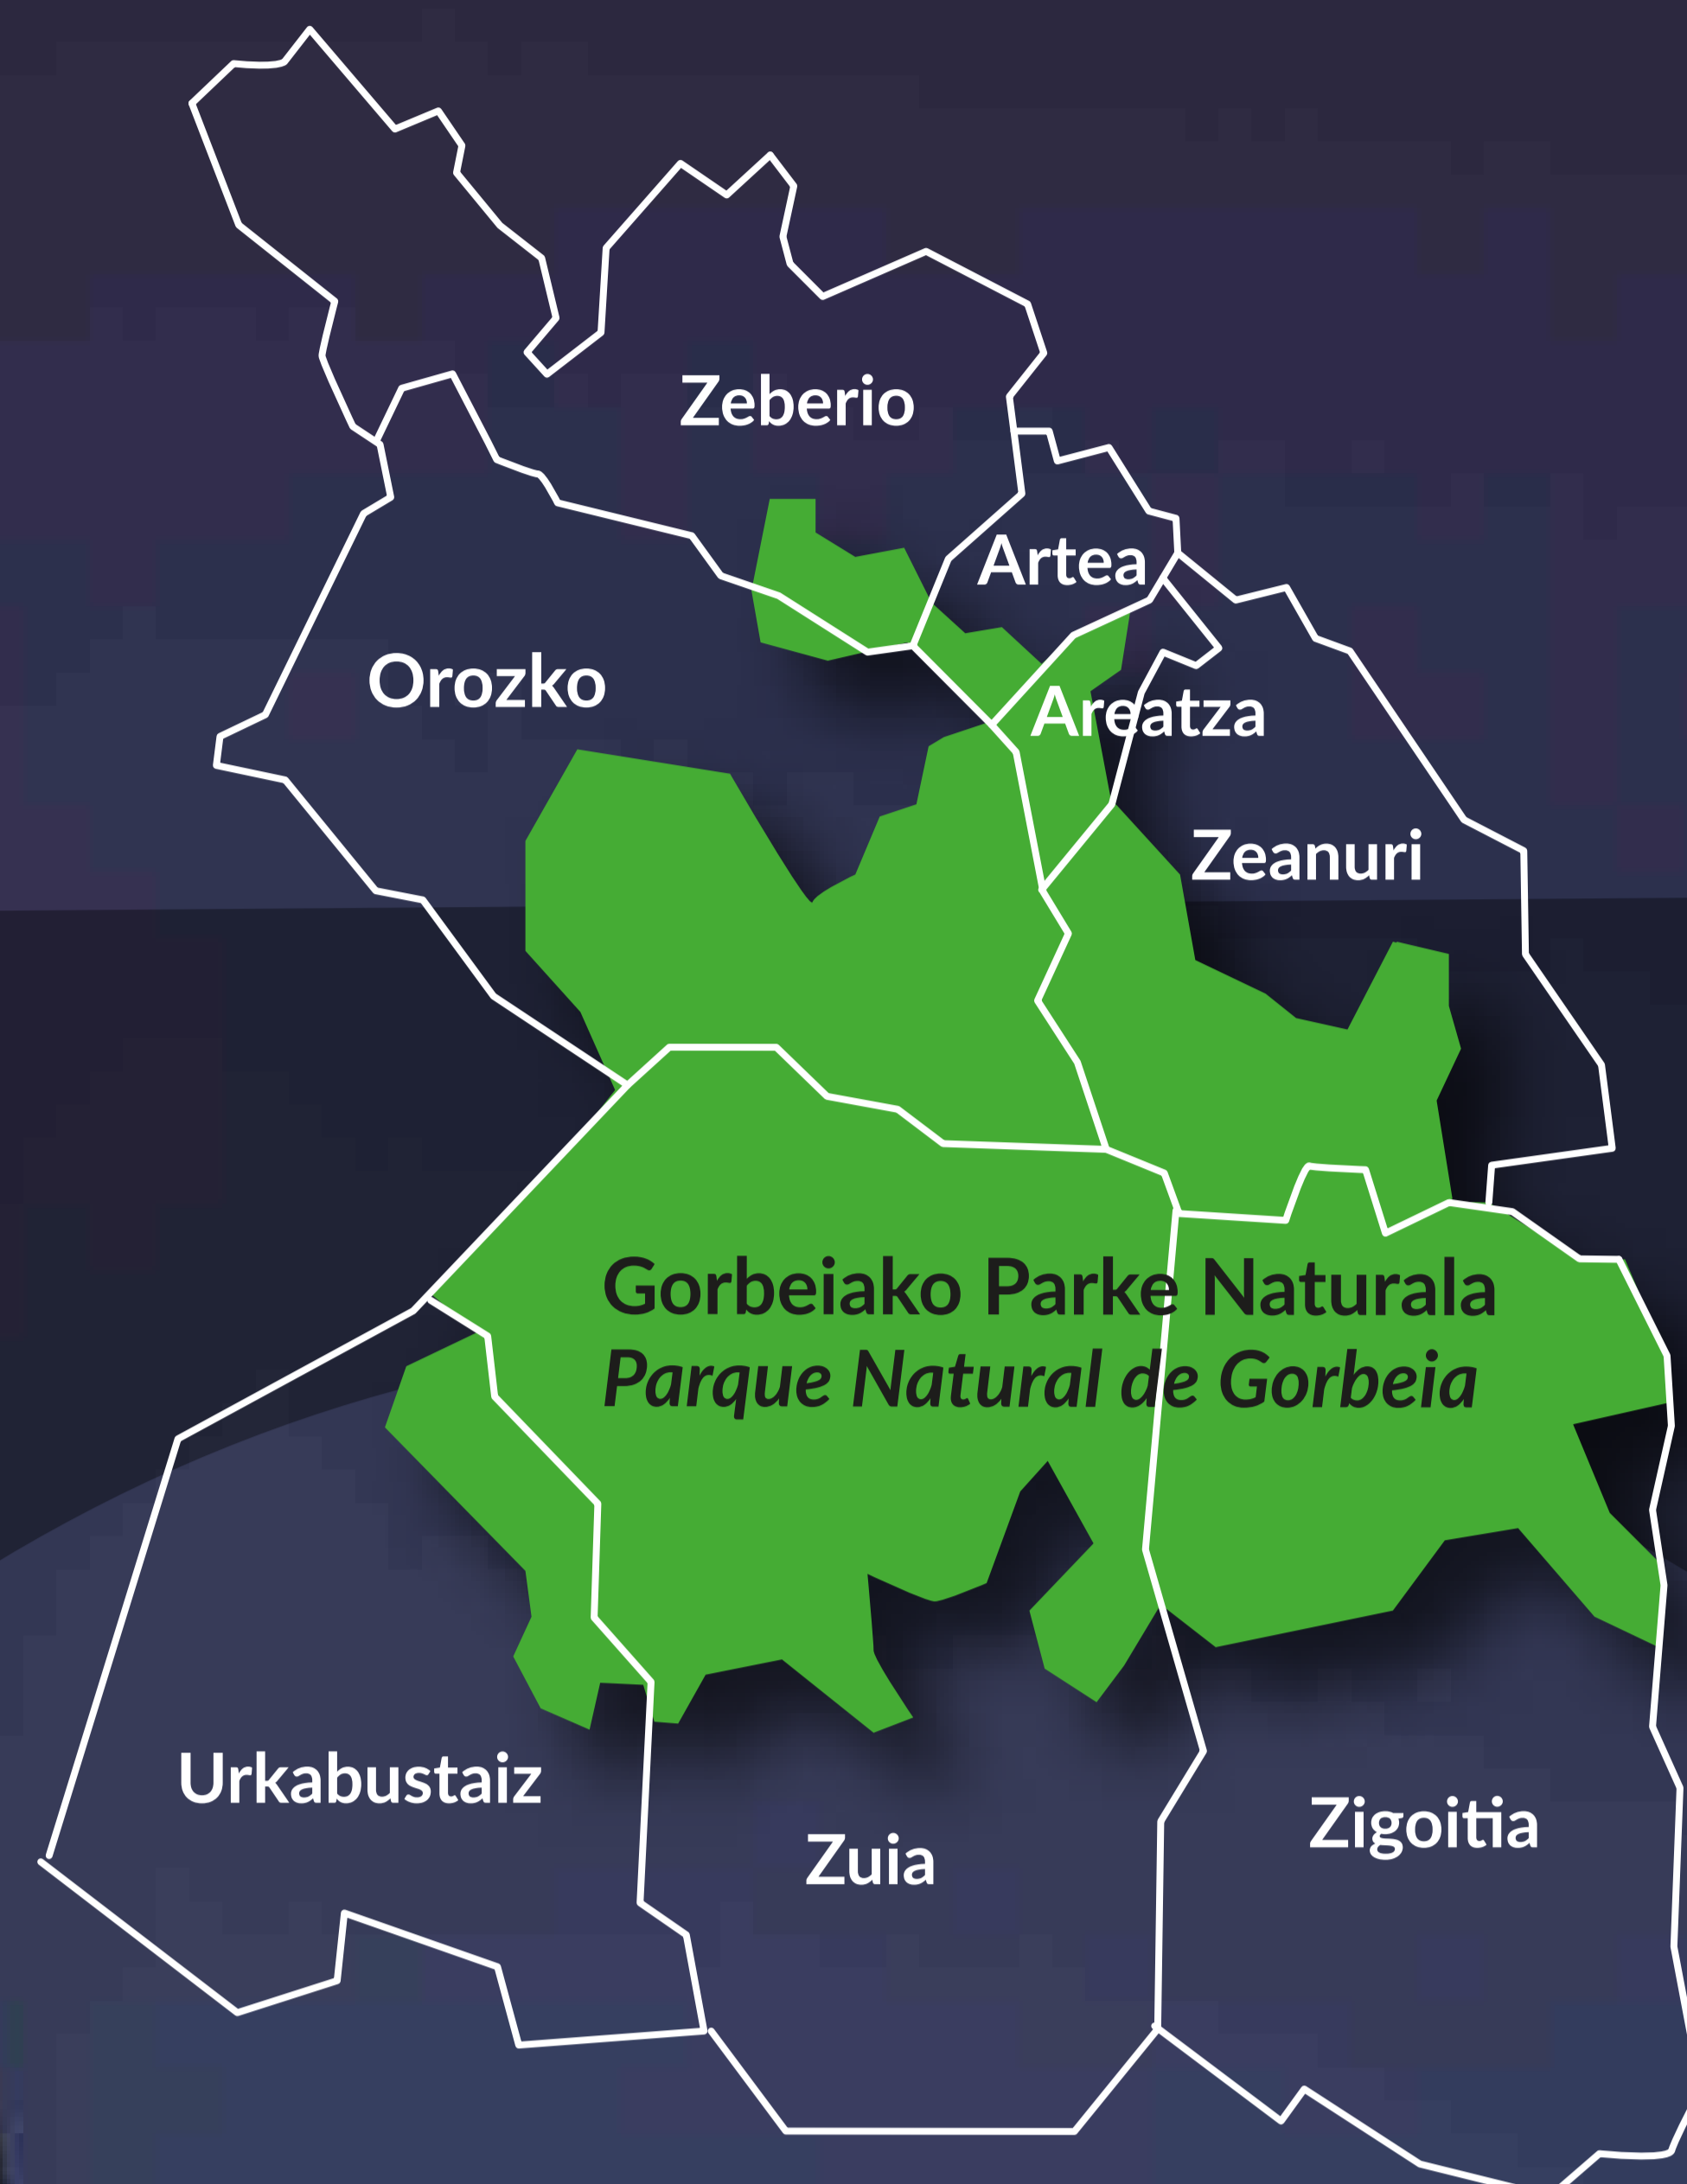 Zeberio
Artea
Orozko
Areatza
Zeanuri
Gorbeiako Parke Naturala
Parque Natural de Gorbeia
Urkabustaiz
Zuia
Zigoitia